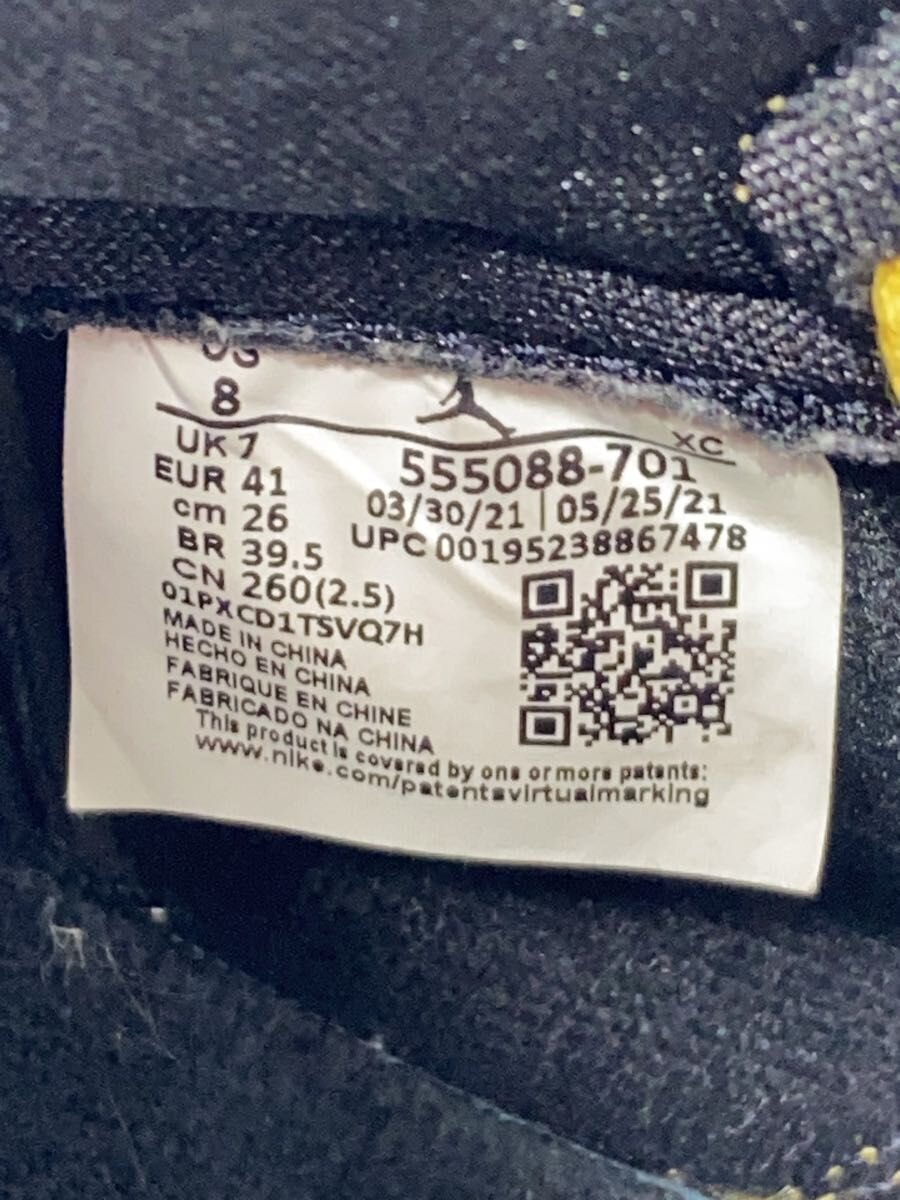 US
8
UK 7
EUR 41
cm 26
BR 39.5
CN 260(2.5)
01PXCD1TSVQ7H
MADE IN CHINA
HECHO EN CHINA
FABRIQUE EN CHINE
FABRICADO NA CHINA
XC
555088-701
03/30/21 | 05/25/21
UPC 00195238867478
This product is covered by one or more patents:
www.nike.com/patentsvirtualmarking